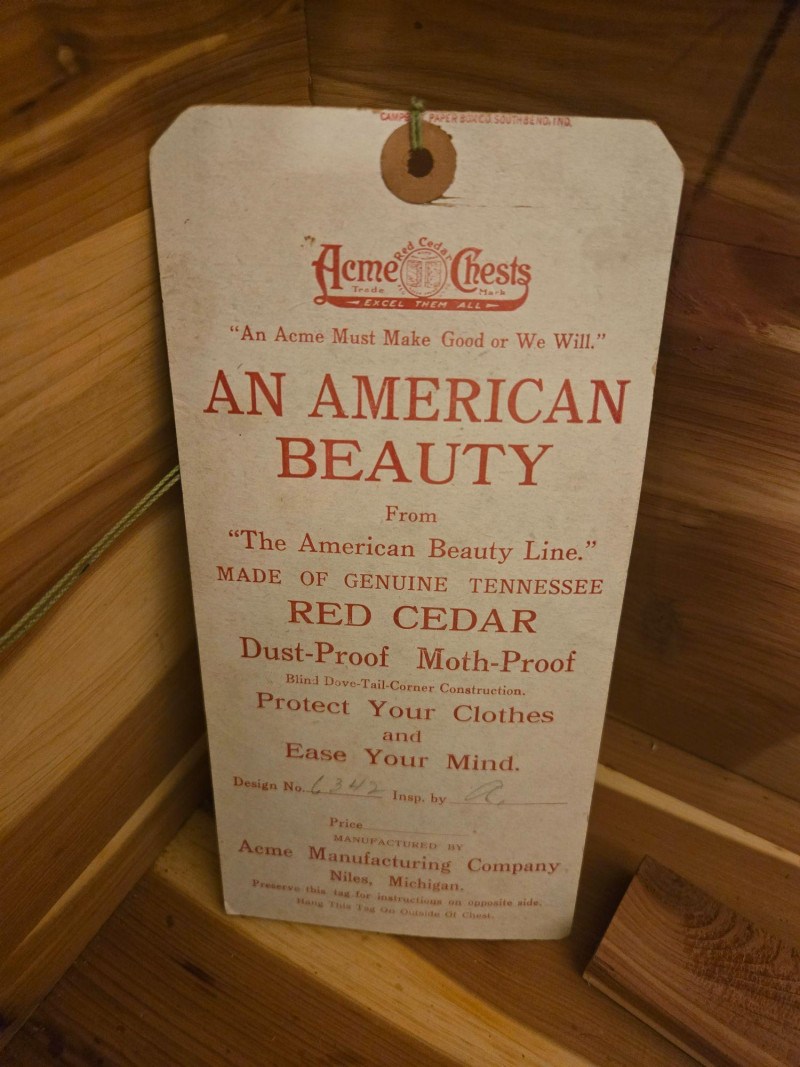 CAMPBELL PAPER BOX CO. SOUTH BEND, IND.
Acme Red Cedar Chests
Trade Mark
EXCEL THEM ALL
"An Acme Must Make Good or We Will."
AN AMERICAN
BEAUTY
From
"The American Beauty Line."
MADE OF GENUINE TENNESSEE
RED CEDAR
Dust-Proof Moth-Proof
Blind Dove-Tail-Corner Construction.
Protect Your Clothes
and
Ease Your Mind.
Design No. 6342 Insp. by
Price
MANUFACTURED BY
Acme Manufacturing Company
Niles, Michigan.
Preserve this tag for instructions on opposite side.
Hang This Tag On Outside Of Chest.